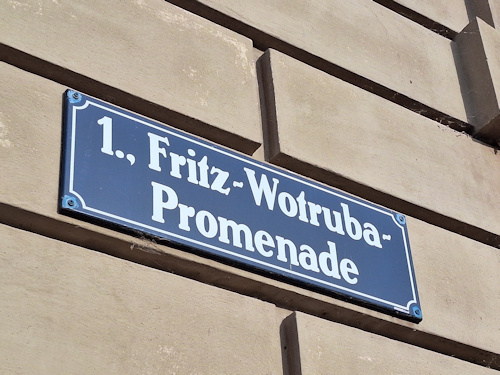 1., Fritz-Wotruba-
Promenade